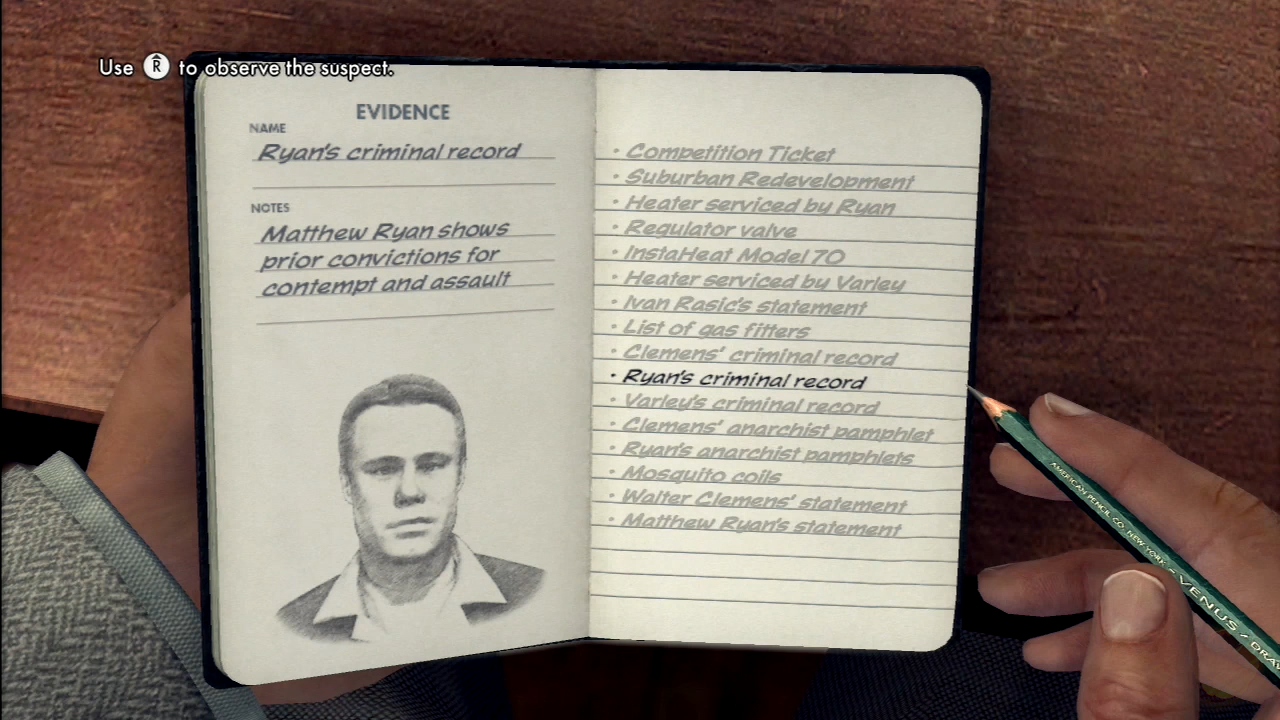 Use R to observe the suspect.
EVIDENCE
NAME
Ryan's criminal record
NOTES
Matthew Ryan shows
prior convictions for
contempt and assault
• Competition Ticket
• Suburban Redevelopment
• Heater serviced by Ryan
• Regulator valve
• InstaHeat Model 70
• Heater serviced by Varley
• Ivan Rasic's statement
• List of gas fitters
• Clemens' criminal record
• Ryan's criminal record
• Varley's criminal record
• Clemens' anarchist pamphlet
• Ryan's anarchist pamphlets
• Mosquito coils
• Walter Clemens' statement
• Matthew Ryan's statement
AMERICAN PENCIL CO. NEW YORK VENUS / DRAW